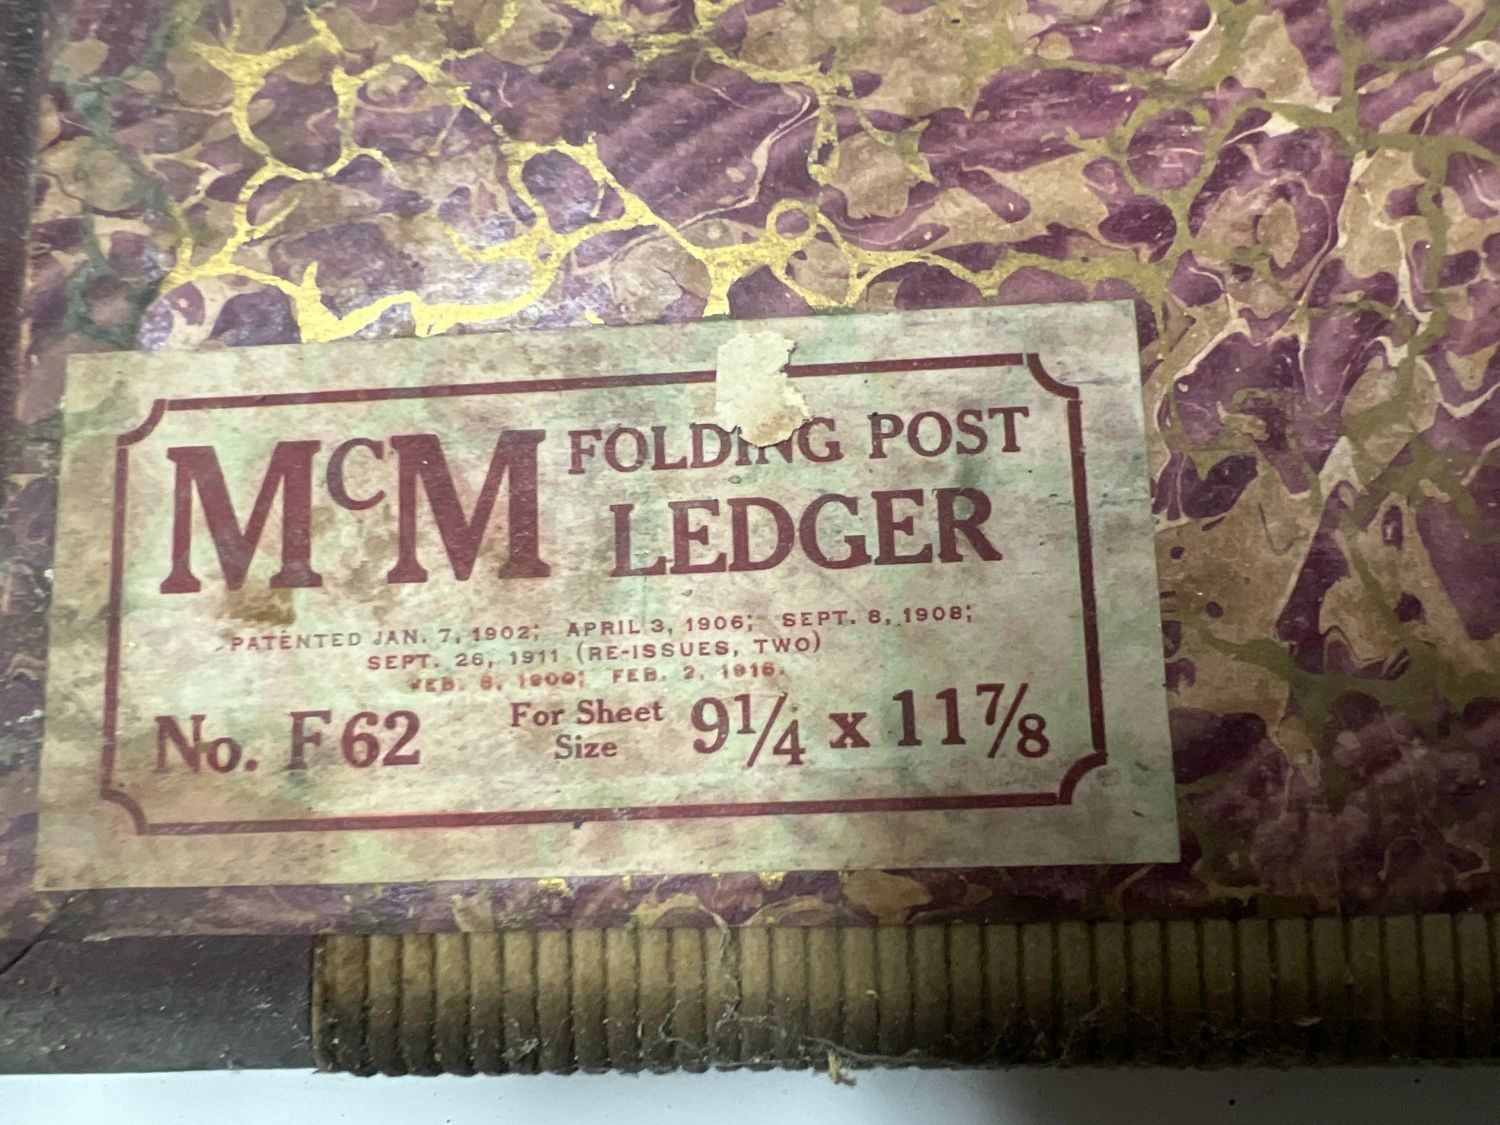 McM FOLDING POST
LEDGER
PATENTED JAN. 7, 1902; APRIL 3, 1906; SEPT. 8, 1908;
SEPT. 26, 1911 (RE-ISSUES, TWO)
FEB. 2, 1916.
No. F62 For Sheet Size 9¼ x 11⅞